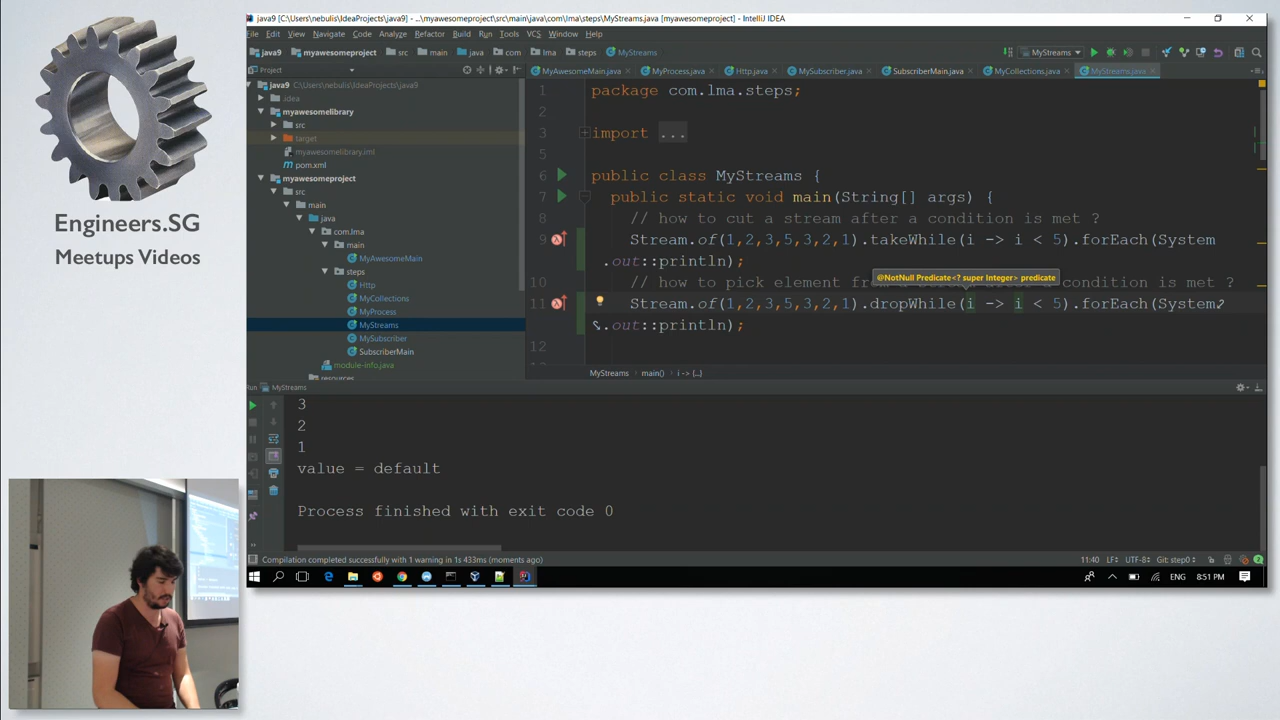 Engineers.SG
Meetups Videos
java9 [C:\Users\nebulis\IdeaProjects\java9] - ...\myawesomeproject\src\main\java\com\lma\steps\MyStreams.java [myawesomeproject] - IntelliJ IDEA
File Edit View Navigate Code Analyze Refactor Build Run Tools VCS Window Help
java9 myawesomeproject src main java com lma steps MyStreams
MyStreams
Project
MyAwesomeMain.java MyProcess.java Http.java MySubscriber.java SubscriberMain.java MyCollections.java MyStreams.java
java9 C:\Users\nebulis\IdeaProjects\java9
.idea
myawesomelibrary
src
target
myawesomelibrary.iml
pom.xml
myawesomeproject
src
main
java
com.lma
main
MyAwesomeMain
steps
Http
MyCollections
MyProcess
MyStreams
MySubscriber
SubscriberMain
module-info.java
resources
1 package com.lma.steps;
2
3 import ...
5
6 public class MyStreams {
7 public static void main(String[] args) {
8 // how to cut a stream after a condition is met ?
9 Stream.of(1,2,3,5,3,2,1).takeWhile(i -> i < 5).forEach(System
.out::println);
10 // how to pick element from a condition is met ?
@NotNull Predicate<? super Integer> predicate
11 Stream.of(1,2,3,5,3,2,1).dropWhile(i -> i < 5).forEach(System
.out::println);
12
MyStreams main() i -> {...}
Run MyStreams
3
2
1
value = default
Process finished with exit code 0
Compilation completed successfully with 1 warning in 1s 433ms (moments ago)
11:40 LF÷ UTF-8÷ Git: step0÷
ENG 8:51 PM